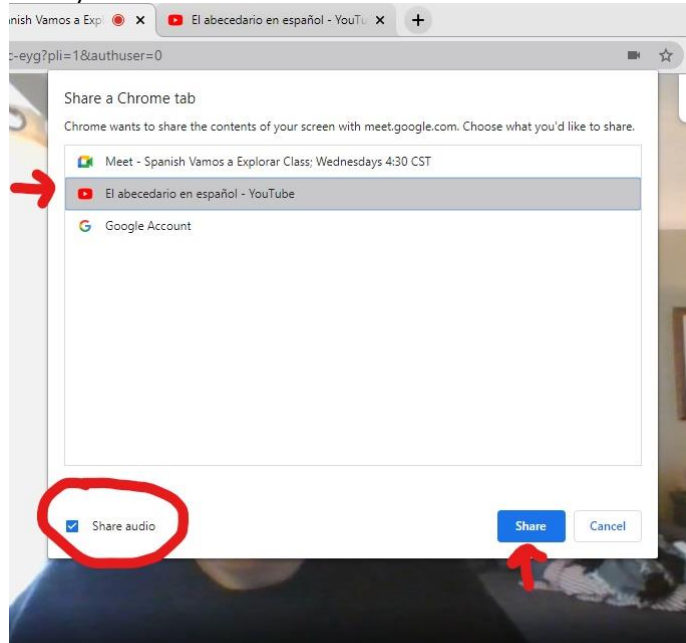 nish Vamos a Exp
El abecedario en español - YouTu
c-eyg?pli=1&authuser=0
Share a Chrome tab
Chrome wants to share the contents of your screen with meet.google.com. Choose what you'd like to share.
Meet - Spanish Vamos a Explorar Class; Wednesdays 4:30 CST
El abecedario en español - YouTube
Google Account
Share audio
Share
Cancel